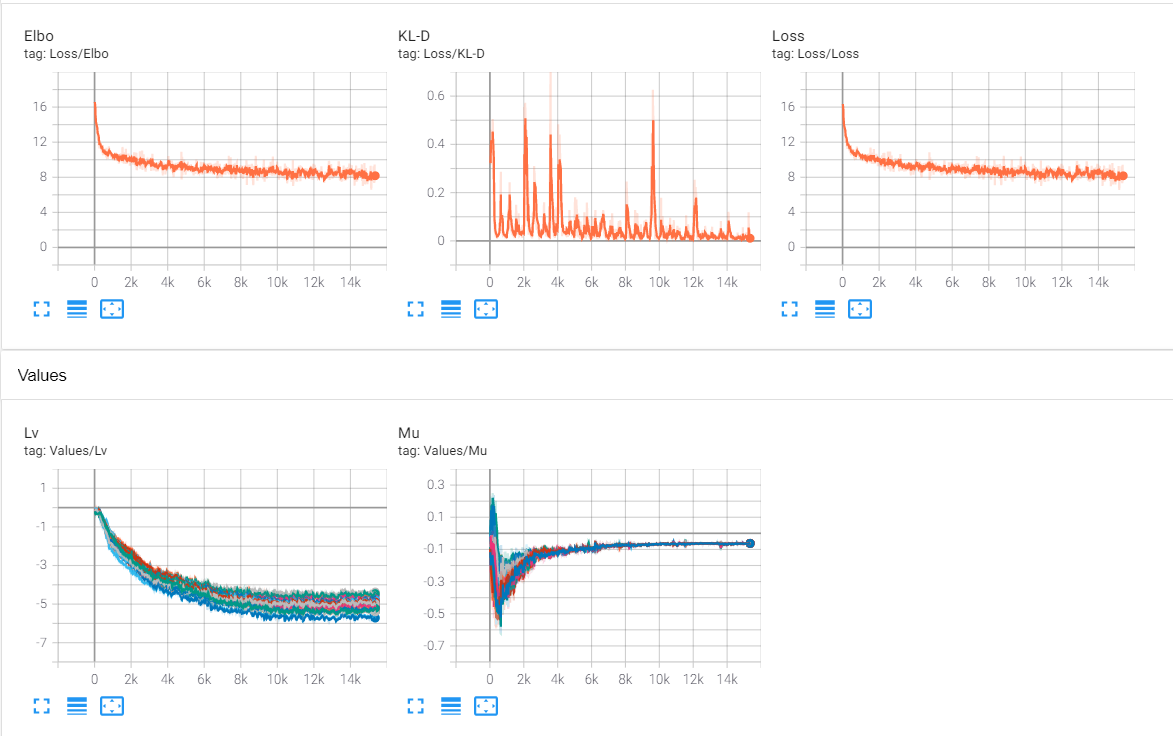 Elbo
tag: Loss/Elbo
16
12
8
4
0
0 2k 4k 6k 8k 10k 12k 14k
KL-D
tag: Loss/KL-D
0.6
0.4
0.2
0
0 2k 4k 6k 8k 10k 12k 14k
Loss
tag: Loss/Loss
16
12
8
4
0
0 2k 4k 6k 8k 10k 12k 14k
Values
Lv
tag: Values/Lv
1
-1
-3
-5
-7
0 2k 4k 6k 8k 10k 12k 14k
Mu
tag: Values/Mu
0.3
0.1
-0.1
-0.3
-0.5
-0.7
0 2k 4k 6k 8k 10k 12k 14k